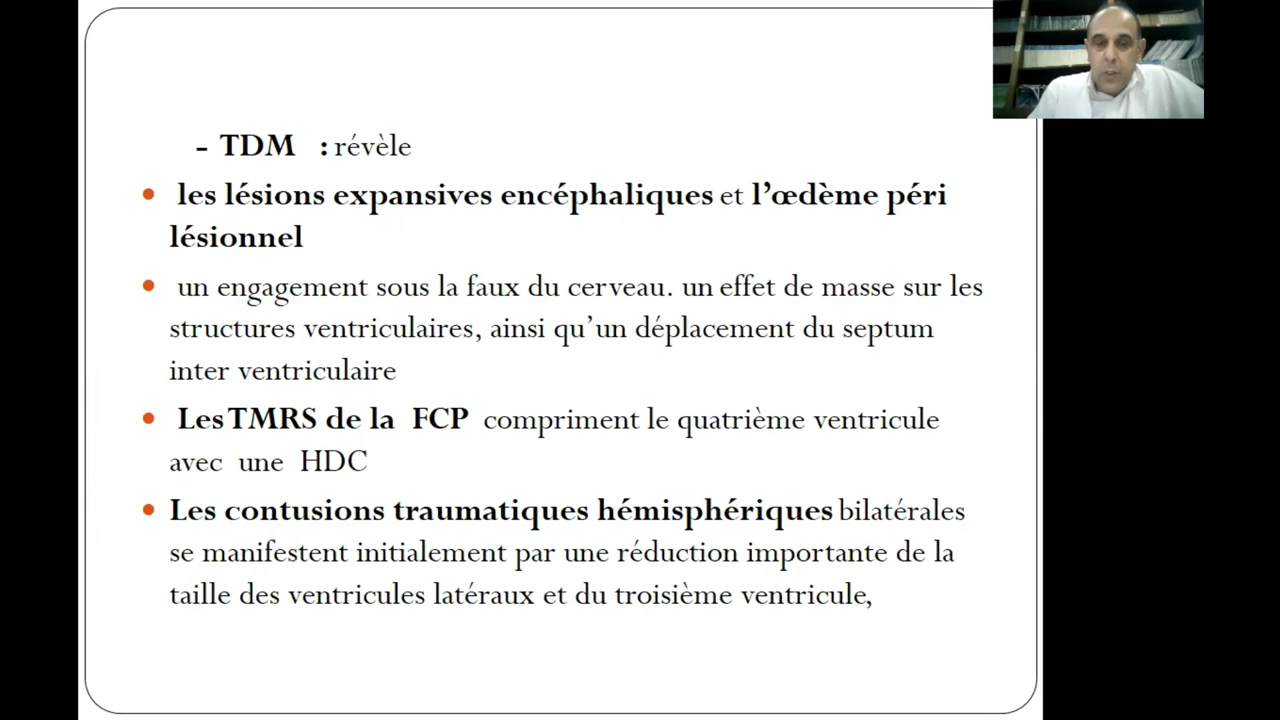 - TDM : révèle
• les lésions expansives encéphaliques et l’œdème péri
lésionnel
• un engagement sous la faux du cerveau. un effet de masse sur les
structures ventriculaires, ainsi qu’un déplacement du septum
inter ventriculaire
• Les TMRS de la FCP compriment le quatrième ventricule
avec une HDC
• Les contusions traumatiques hémisphériques bilatérales
se manifestent initialement par une réduction importante de la
taille des ventricules latéraux et du troisième ventricule,